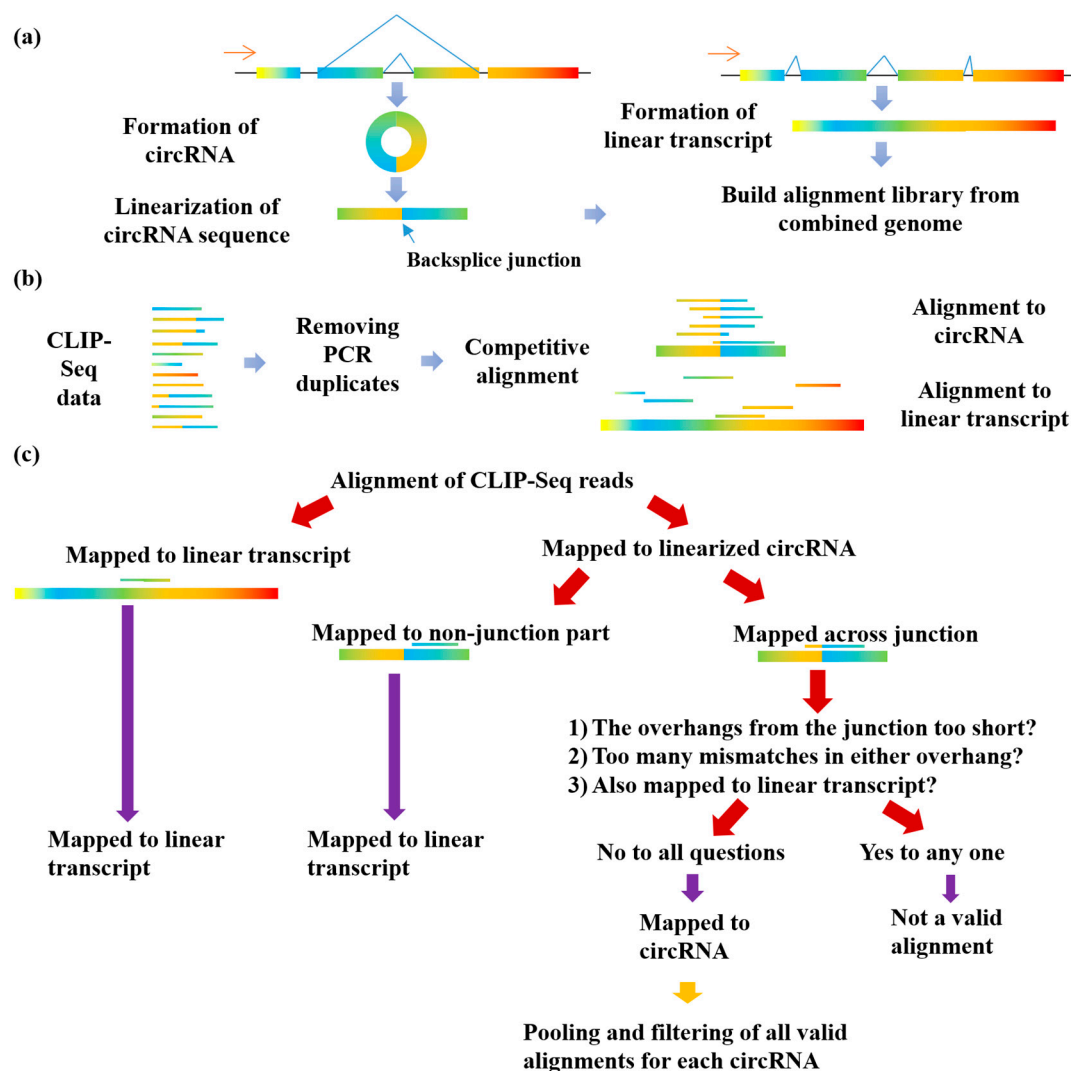 (a)
Formation of
circRNA
Linearization of
circRNA sequence
Backsplice junction
Formation of
linear transcript
Build alignment library from
combined genome
(b)
CLIP-
Seq
data
Removing
PCR
duplicates
Competitive
alignment
Alignment to
circRNA
Alignment to
linear transcript
(c)
Alignment of CLIP-Seq reads
Mapped to linear transcript
Mapped to linearized circRNA
Mapped to non-junction part
Mapped across junction
1) The overhangs from the junction too short?
2) Too many mismatches in either overhang?
3) Also mapped to linear transcript?
Mapped to linear
transcript
Mapped to linear
transcript
No to all questions
Yes to any one
Mapped to
circRNA
Not a valid
alignment
Pooling and filtering of all valid
alignments for each circRNA